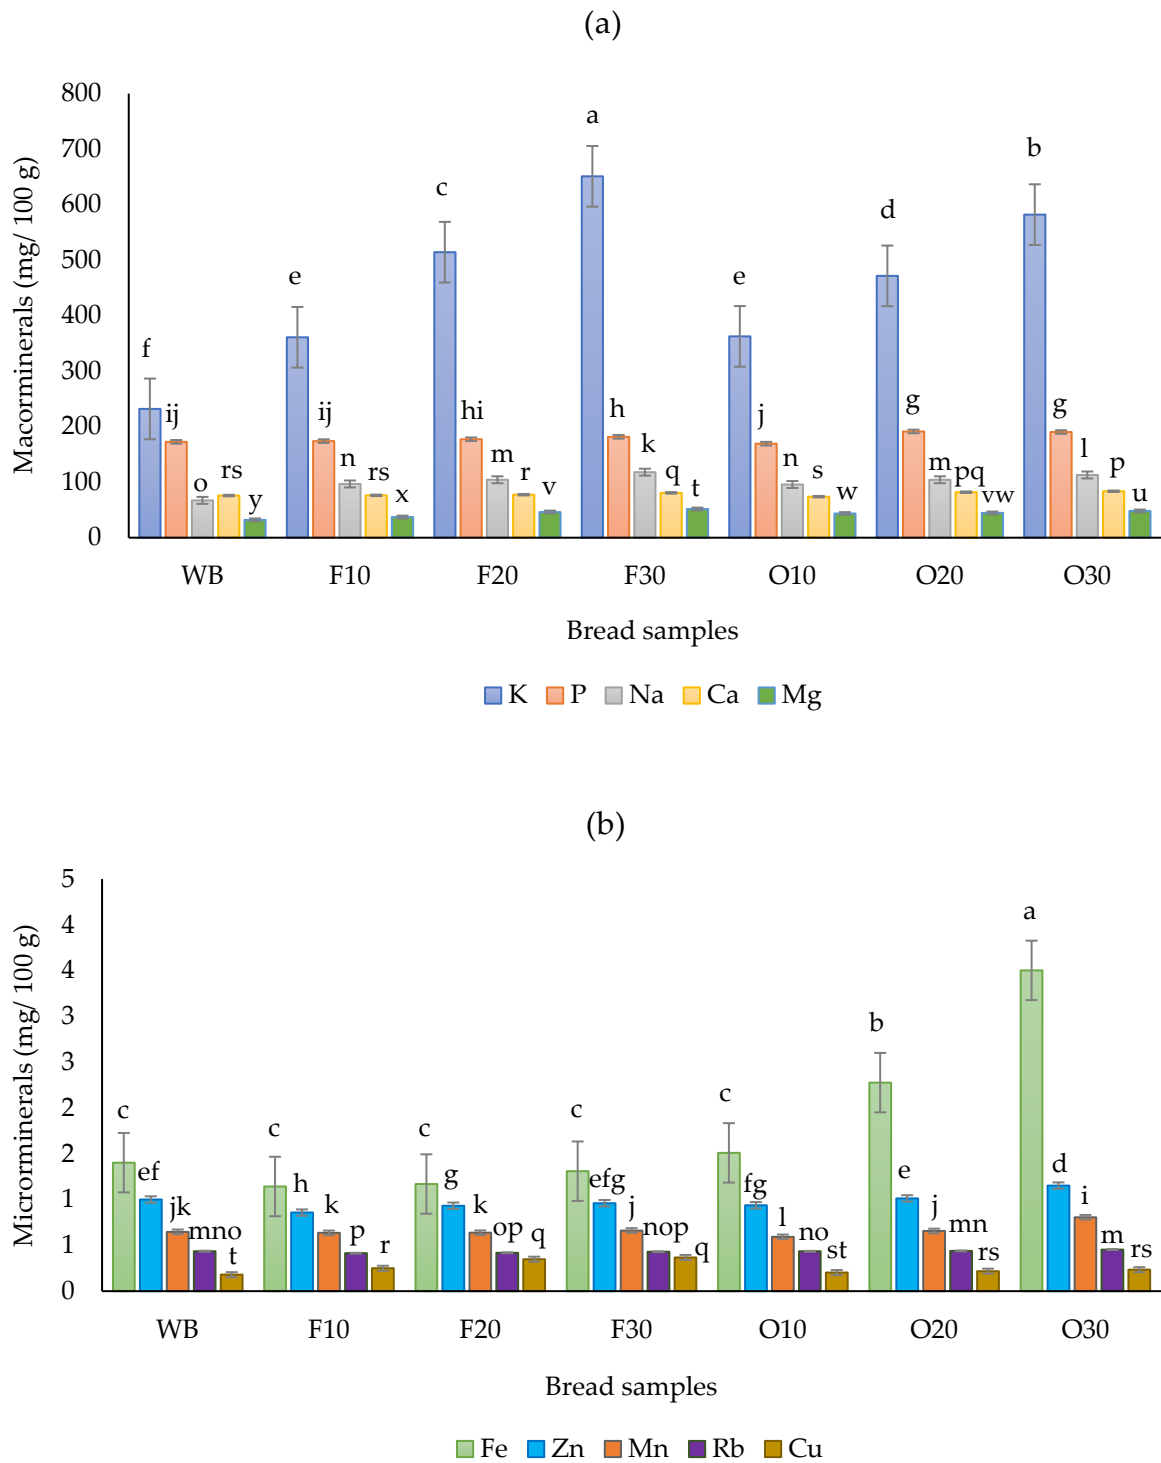 (a)
Macorminerals (mg/ 100 g)
800
700
600
500
400
300
200
100
0
f ij o rs y
e ij n rs x
c hi m r v
a h k q t
e j n s w
d g m pq vw
b g l p u
WB F10 F20 F30 O10 O20 O30
Bread samples
K P Na Ca Mg
(b)
Microrminerals (mg/ 100 g)
5
4
4
3
3
2
2
1
1
0
c ef jk mno t
c h k p r
c g k op q
c efg j nop q
c fg l no st
b e j mn rs
a d i m rs
WB F10 F20 F30 O10 O20 O30
Bread samples
Fe Zn Mn Rb Cu